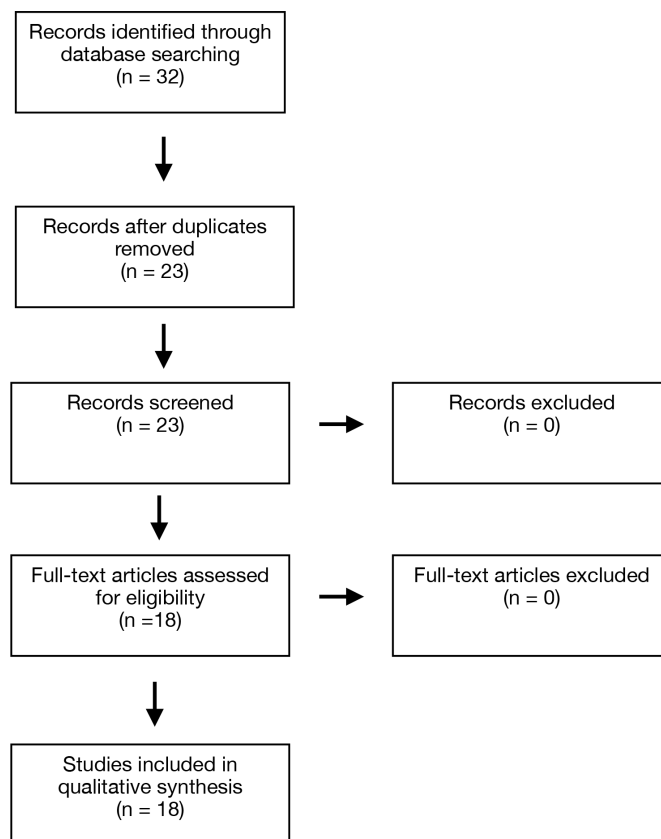 Records identified through
database searching
(n = 32)
Records after duplicates
removed
(n = 23)
Records screened
(n = 23)
Records excluded
(n = 0)
Full-text articles assessed
for eligibility
(n =18)
Full-text articles excluded
(n = 0)
Studies included in
qualitative synthesis
(n = 18)